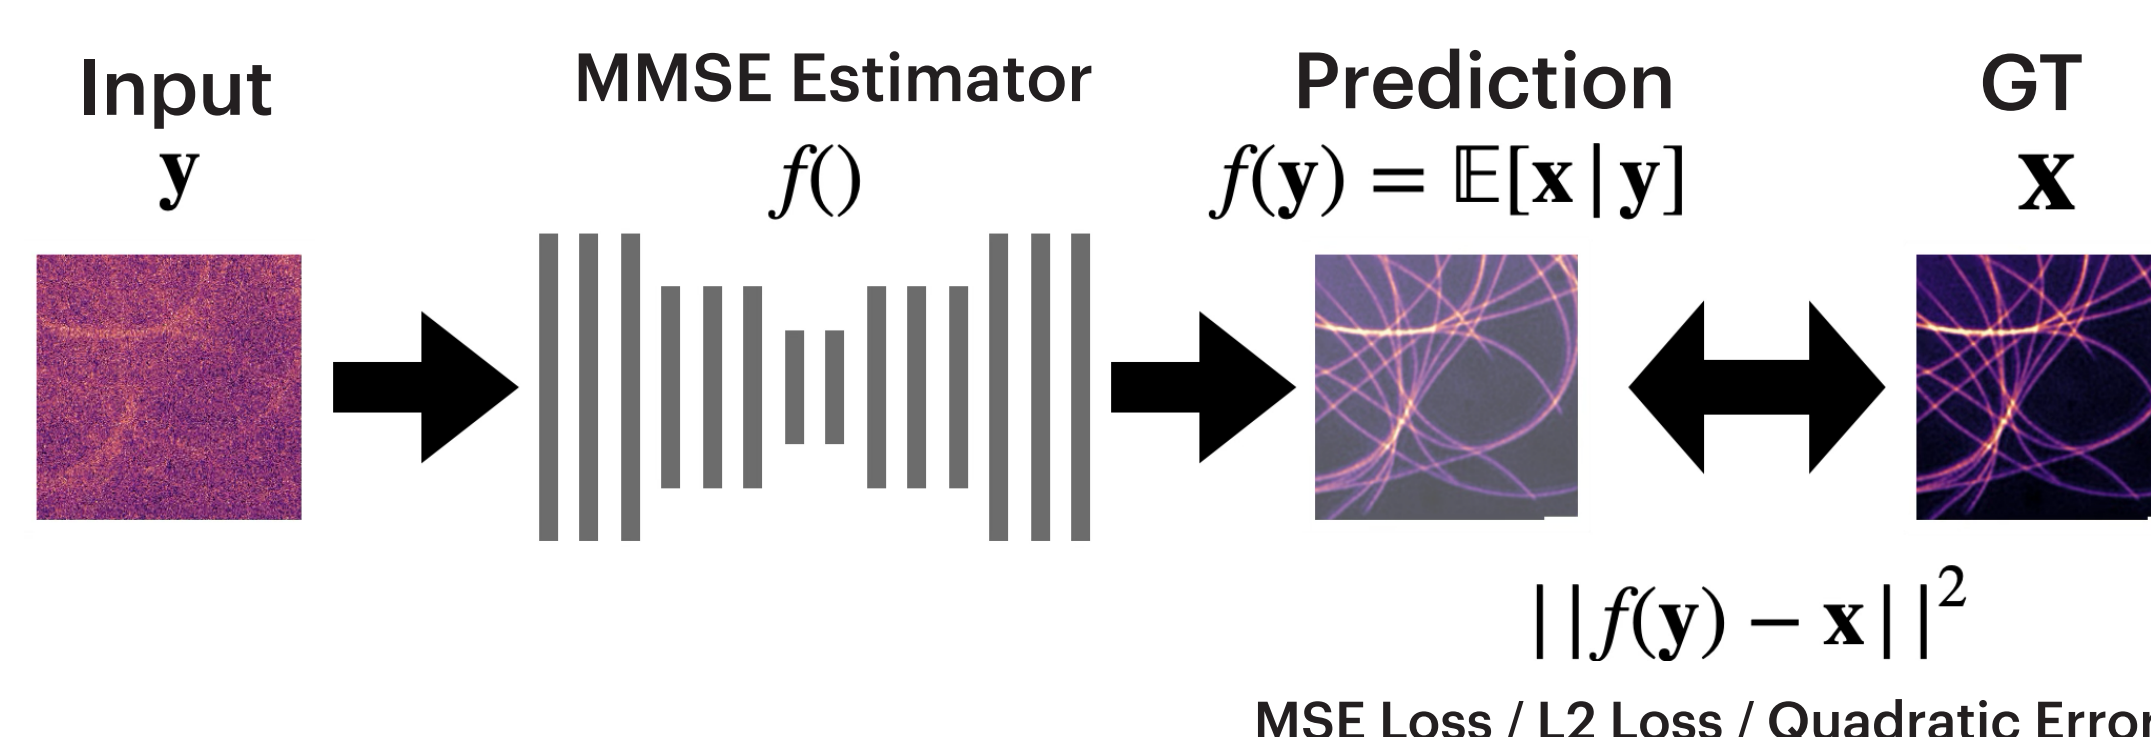 Input
MMSE Estimator
Prediction
GT
y
f()
f(y) = 𝔼[x|y]
x
||f(y) − x||²
MSE Loss / L2 Loss / Quadratic Error